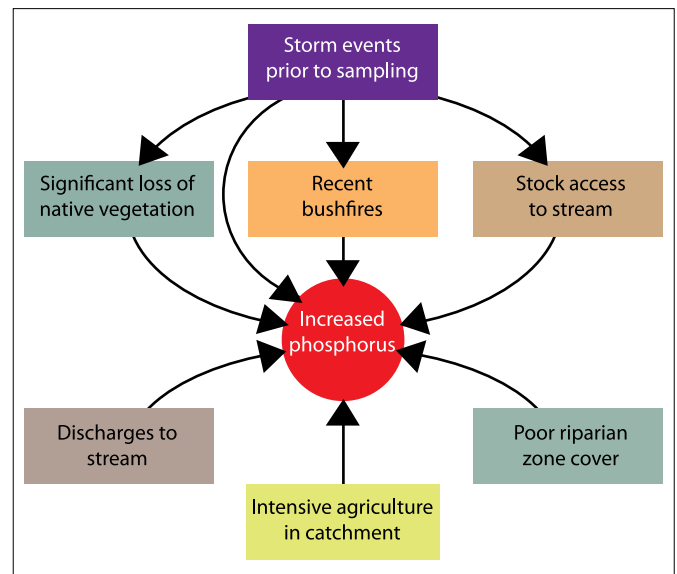 Storm events
prior to sampling
Significant loss of
native vegetation
Recent
bushfires
Stock access
to stream
Increased
phosphorus
Discharges to
stream
Poor riparian
zone cover
Intensive agriculture
in catchment